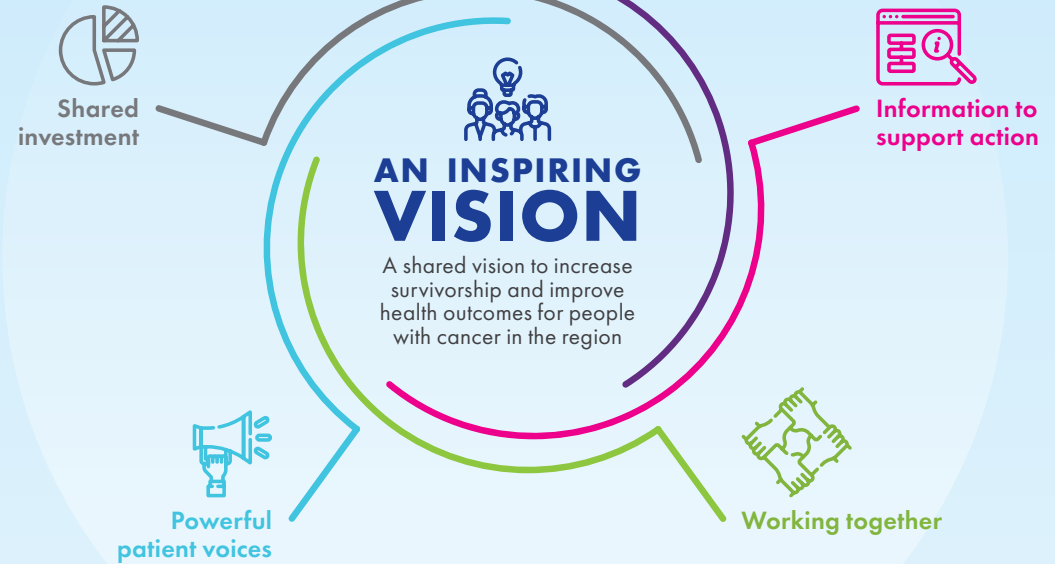 Shared
investment
Information to
support action
AN INSPIRING
VISION
A shared vision to increase
survivorship and improve
health outcomes for people
with cancer in the region
Powerful
patient voices
Working together